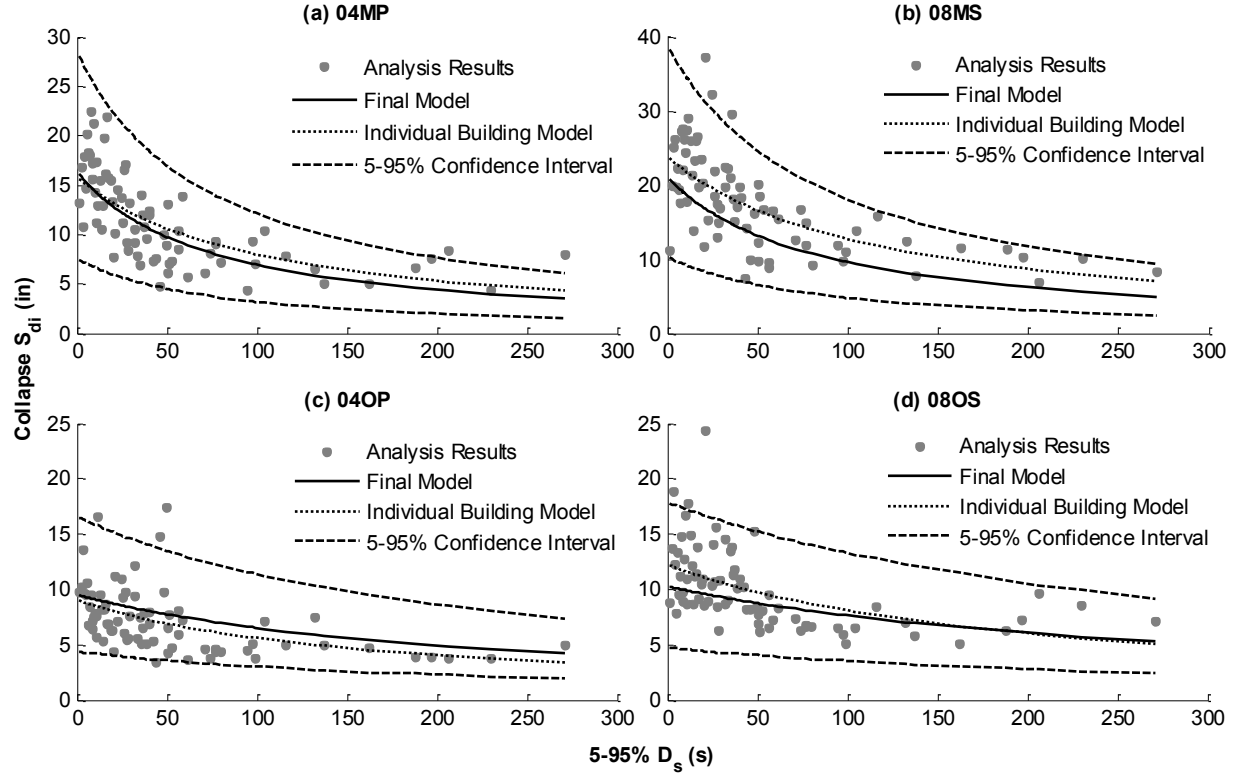 (a) 04MP
30
25
20
15
10
5
0
0 50 100 150 200 250 300
Analysis Results
Final Model
Individual Building Model
5-95% Confidence Interval
(b) 08MS
40
30
20
10
0
0 50 100 150 200 250 300
Analysis Results
Final Model
Individual Building Model
5-95% Confidence Interval
Collapse S_di (in)
(c) 04OP
25
20
15
10
5
0
0 50 100 150 200 250 300
Analysis Results
Final Model
Individual Building Model
5-95% Confidence Interval
(d) 08OS
25
20
15
10
5
0
0 50 100 150 200 250 300
Analysis Results
Final Model
Individual Building Model
5-95% Confidence Interval
5-95% D_s (s)